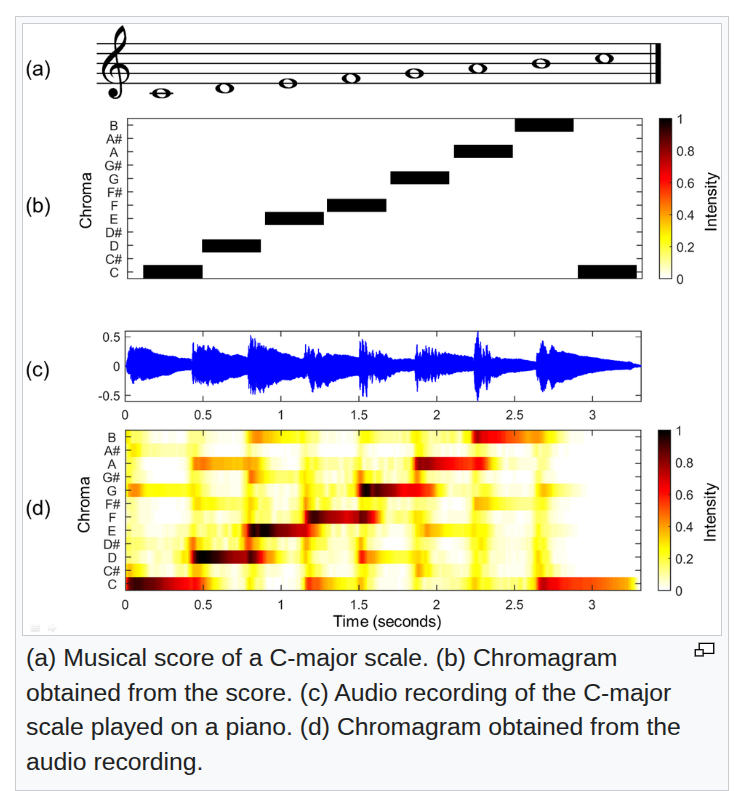 (a)
(b)
Chroma
B
A#
A
G#
G
F#
F
E
D#
D
C#
C
1
0.8
0.6
0.4
0.2
0
Intensity
(c)
0.5
0
-0.5
0 0.5 1 1.5 2 2.5 3
(d)
Chroma
B
A#
A
G#
G
F#
F
E
D#
D
C#
C
1
0.8
0.6
0.4
0.2
0
Intensity
0 0.5 1 1.5 2 2.5 3
Time (seconds)
(a) Musical score of a C-major scale. (b) Chromagram
obtained from the score. (c) Audio recording of the C-major
scale played on a piano. (d) Chromagram obtained from the
audio recording.